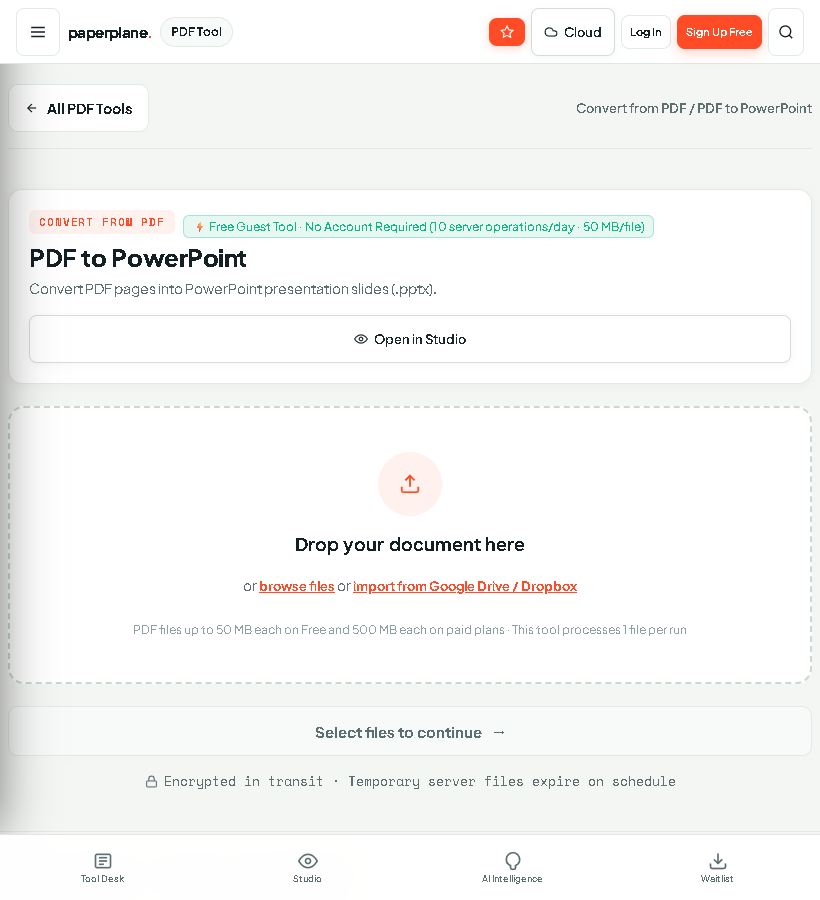 paperplane.
PDF Tool
Cloud
Log In
Sign Up Free
All PDF Tools
Convert from PDF / PDF to PowerPoint
CONVERT FROM PDF
Free Guest Tool · No Account Required (10 server operations/day · 50 MB/file)
PDF to PowerPoint
Convert PDF pages into PowerPoint presentation slides (.pptx).
Open in Studio
Drop your document here
or browse files or import from Google Drive / Dropbox
PDF files up to 50 MB each on Free and 500 MB each on paid plans · This tool processes 1 file per run
Select files to continue →
Encrypted in transit · Temporary server files expire on schedule
Tool Desk
Studio
AI Intelligence
Waitlist